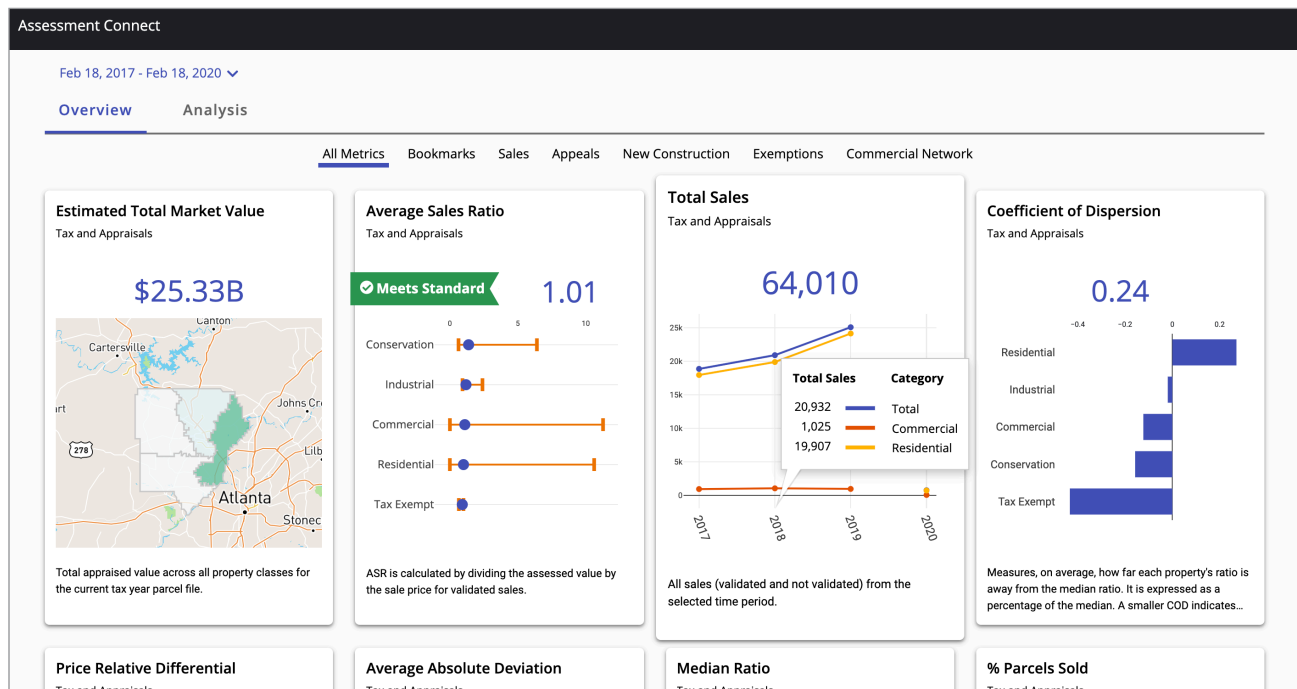 Assessment Connect
Feb 18, 2017 - Feb 18, 2020
Overview
Analysis
All Metrics
Bookmarks
Sales
Appeals
New Construction
Exemptions
Commercial Network
Estimated Total Market Value
Tax and Appraisals
$25.33B
Canton
Cartersville
Johns Cr
278
Lilb
Atlanta
Stonec
Total appraised value across all property classes for
the current tax year parcel file.
Average Sales Ratio
Tax and Appraisals
Meets Standard
1.01
0 5 10
Conservation
Industrial
Commercial
Residential
Tax Exempt
ASR is calculated by dividing the assessed value by
the sale price for validated sales.
Total Sales
Tax and Appraisals
64,010
25k
20k
15k
10k
5k
0
2017 2018 2019 2020
Total Sales Category
20,932 Total
1,025 Commercial
19,907 Residential
All sales (validated and not validated) from the
selected time period.
Coefficient of Dispersion
Tax and Appraisals
0.24
−0.4 −0.2 0 0.2
Residential
Industrial
Commercial
Conservation
Tax Exempt
Measures, on average, how far each property's ratio is
away from the median ratio. It is expressed as a
percentage of the median. A smaller COD indicates...
Price Relative Differential
Average Absolute Deviation
Median Ratio
% Parcels Sold